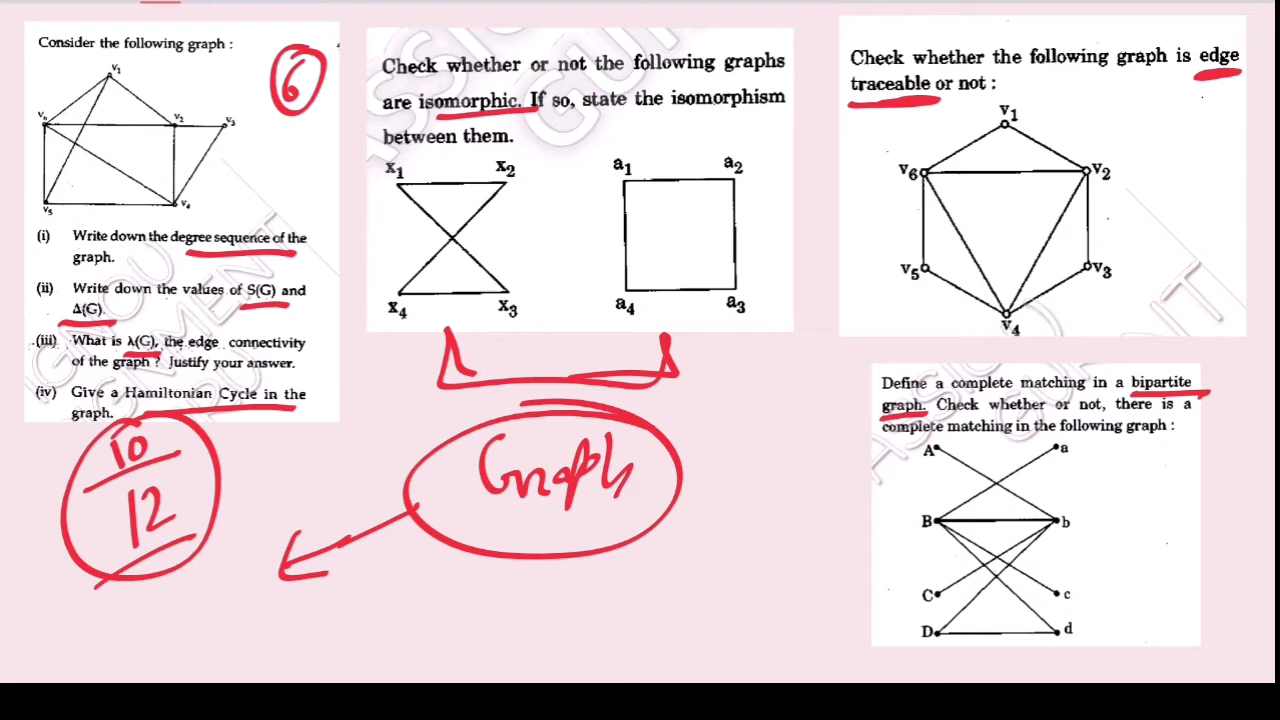 Consider the following graph :
6
v1
v6
v2
v3
v5
v4
(i) Write down the degree sequence of the
graph.
(ii) Write down the values of S(G) and
Δ(G).
(iii) What is λ(G), the edge connectivity
of the graph ? Justify your answer.
(iv) Give a Hamiltonian Cycle in the
graph.
10
12
Check whether or not the following graphs
are isomorphic. If so, state the isomorphism
between them.
x1 x2
x4 x3
a1 a2
a4 a3
Graph
Check whether the following graph is edge
traceable or not :
v1
v6 v2
v5 v3
v4
Define a complete matching in a bipartite
graph. Check whether or not, there is a
complete matching in the following graph :
A a
B b
C c
D d